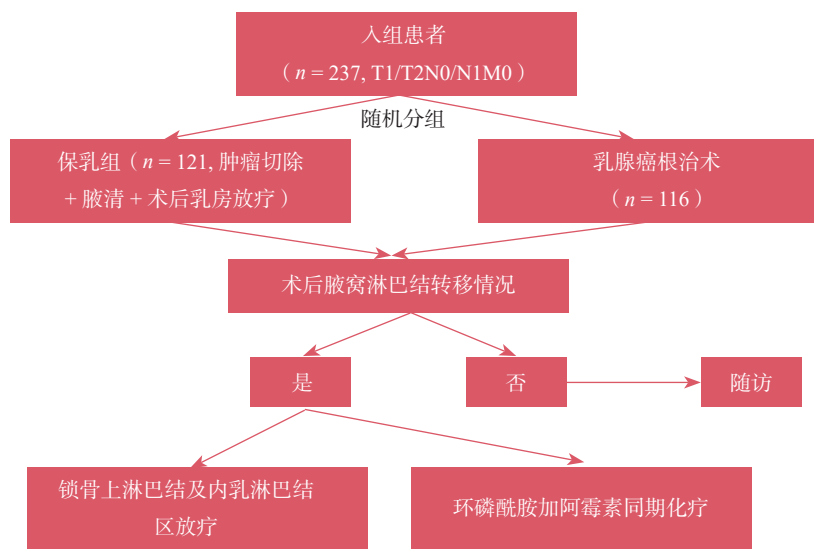 入组患者
（n = 237, T1/T2N0/N1M0）
随机分组
保乳组（n = 121, 肿瘤切除
+ 腋清 + 术后乳房放疗）
乳腺癌根治术
（n = 116）
术后腋窝淋巴结转移情况
是
否
随访
锁骨上淋巴结及内乳淋巴结
区放疗
环磷酰胺加阿霉素同期化疗